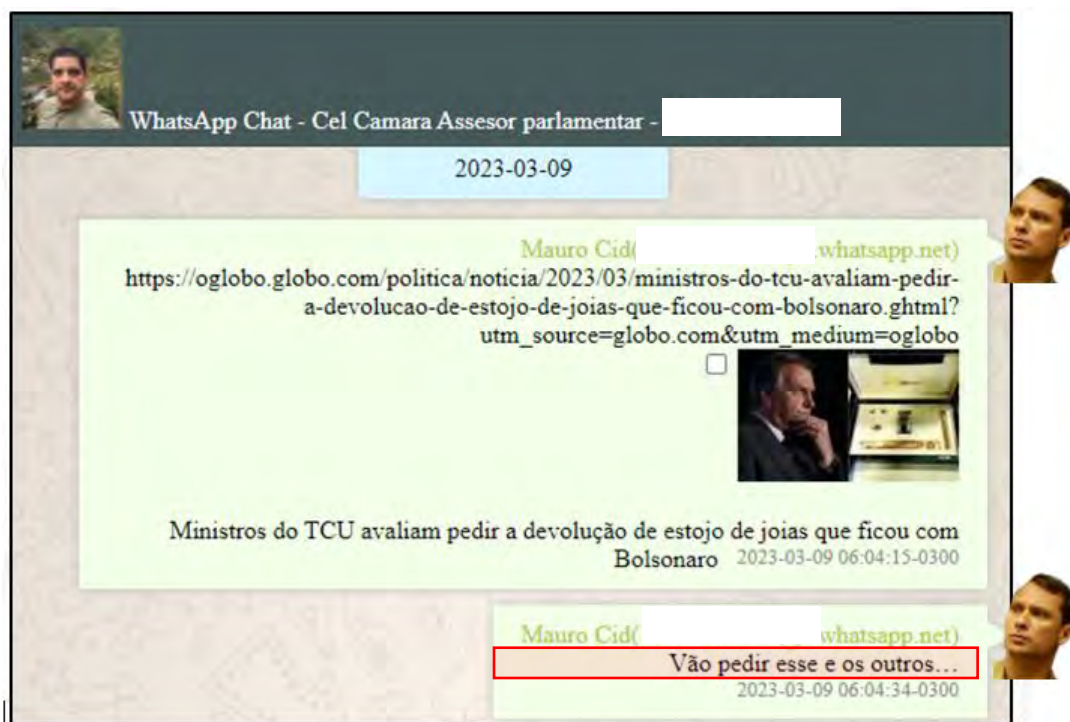 WhatsApp Chat - Cel Camara Assesor parlamentar -
2023-03-09
Mauro Cid( .whatsapp.net)
https://oglobo.globo.com/politica/noticia/2023/03/ministros-do-tcu-avaliam-pedir-
a-devolucao-de-estojo-de-joias-que-ficou-com-bolsonaro.ghtml?
utm_source=globo.com&utm_medium=oglobo
Ministros do TCU avaliam pedir a devolução de estojo de joias que ficou com
Bolsonaro 2023-03-09 06:04:15-0300
Mauro Cid( .whatsapp.net)
Vão pedir esse e os outros…
2023-03-09 06:04:34-0300